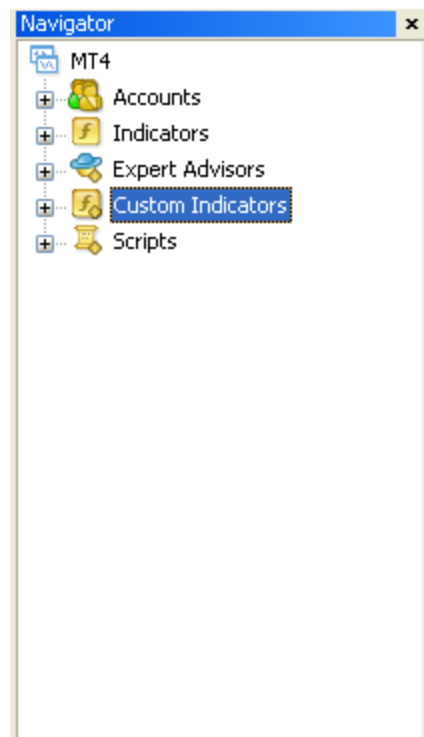 Navigator
MT4
Accounts
Indicators
Expert Advisors
Custom Indicators
Scripts